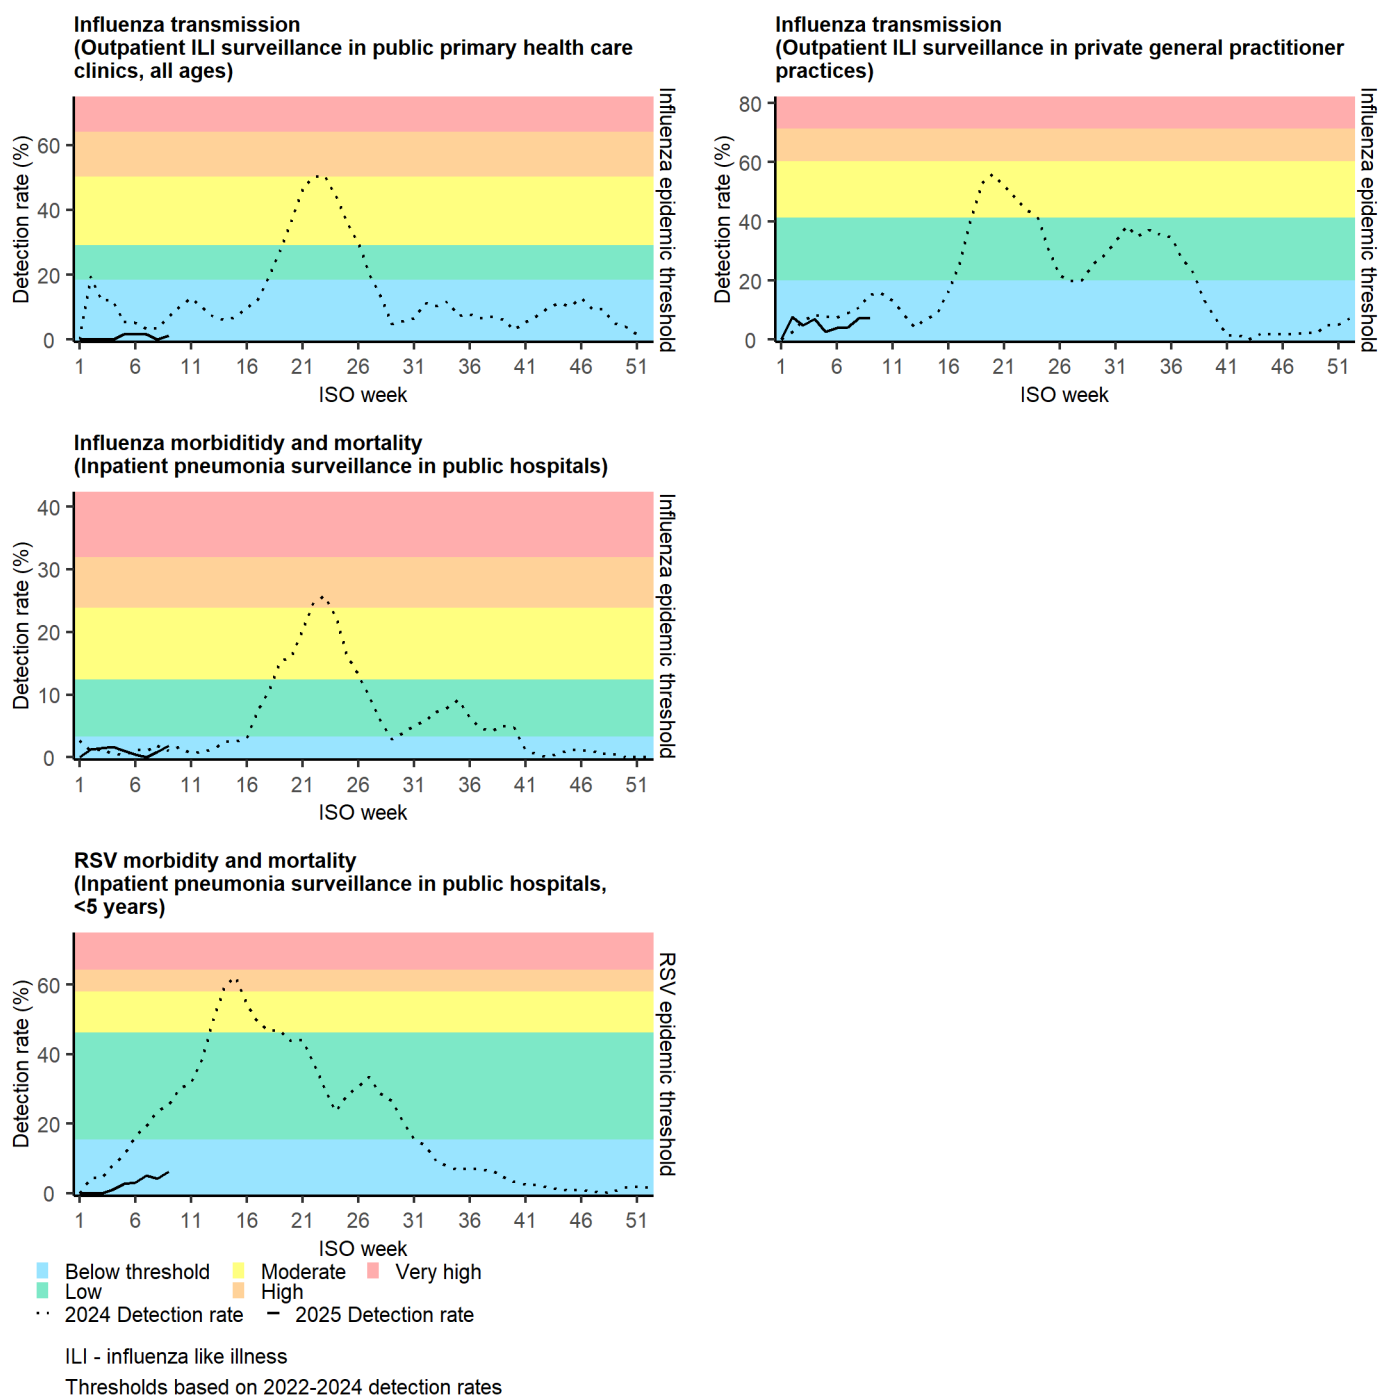 Influenza transmission
(Outpatient ILI surveillance in public primary health care
clinics, all ages)
Detection rate (%)
60
40
20
0
1 6 11 16 21 26 31 36 41 46 51
ISO week
Influenza epidemic threshold
Influenza transmission
(Outpatient ILI surveillance in private general practitioner
practices)
Detection rate (%)
80
60
40
20
0
1 6 11 16 21 26 31 36 41 46 51
ISO week
Influenza epidemic threshold
Influenza morbiditidy and mortality
(Inpatient pneumonia surveillance in public hospitals)
Detection rate (%)
40
30
20
10
0
1 6 11 16 21 26 31 36 41 46 51
ISO week
Influenza epidemic threshold
RSV morbidity and mortality
(Inpatient pneumonia surveillance in public hospitals,
<5 years)
Detection rate (%)
60
40
20
0
1 6 11 16 21 26 31 36 41 46 51
ISO week
RSV epidemic threshold
Below threshold Moderate Very high
Low High
2024 Detection rate 2025 Detection rate
ILI - influenza like illness
Thresholds based on 2022-2024 detection rates